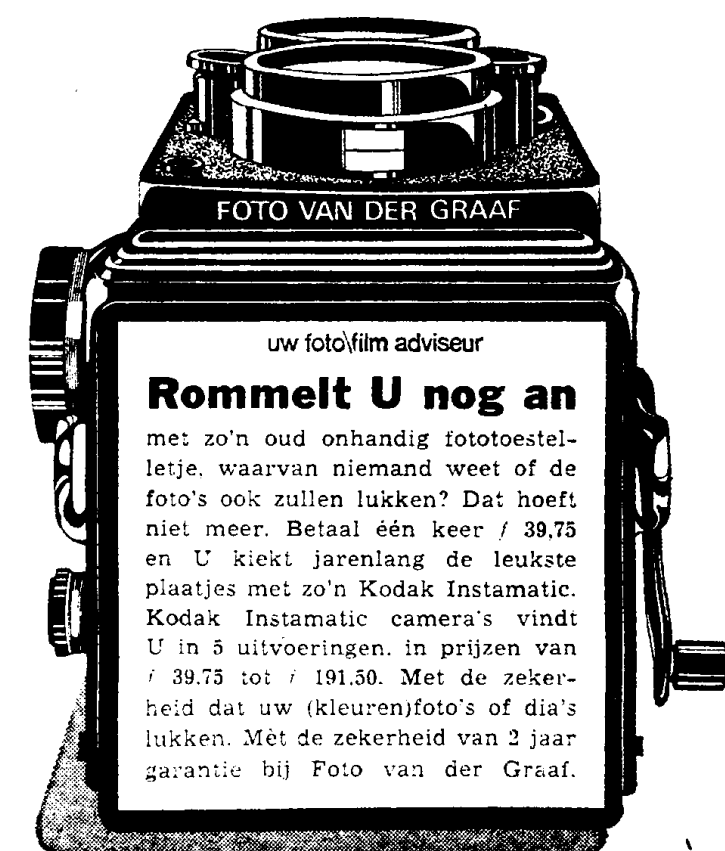 FOTO VAN DER GRAAF
uw foto\film adviseur
Rommelt U nog an
met zo'n oud onhandig fototoestel-
letje, waarvan niemand weet of de
foto's ook zullen lukken? Dat hoeft
niet meer. Betaal één keer ƒ 39,75
en U kiekt jarenlang de leukste
plaatjes met zo'n Kodak Instamatic.
Kodak Instamatic camera's vindt
U in 5 uitvoeringen. in prijzen van
ƒ 39.75 tot ƒ 191.50. Met de zeker-
heid dat uw (kleuren)foto's of dia's
lukken. Mèt de zekerheid van 2 jaar
garantie bij Foto van der Graaf.